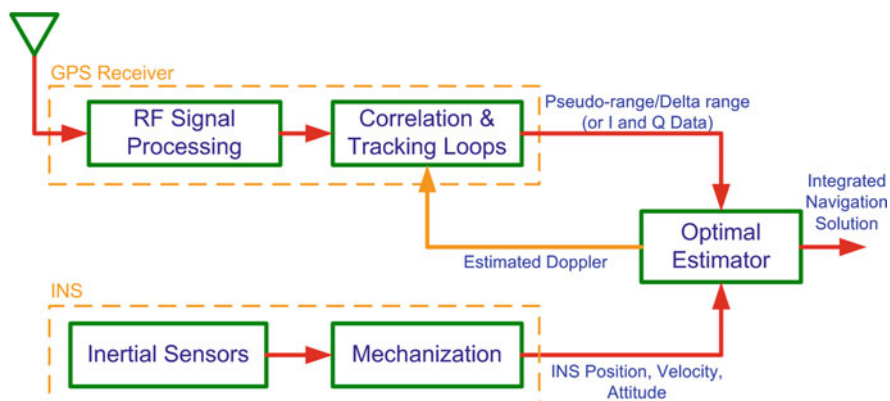 GPS Receiver
RF Signal
Processing
Correlation &
Tracking Loops
Pseudo-range/Delta range
(or I and Q Data)
Integrated
Navigation
Solution
Optimal
Estimator
Estimated Doppler
INS
Inertial Sensors
Mechanization
INS Position, Velocity,
Attitude